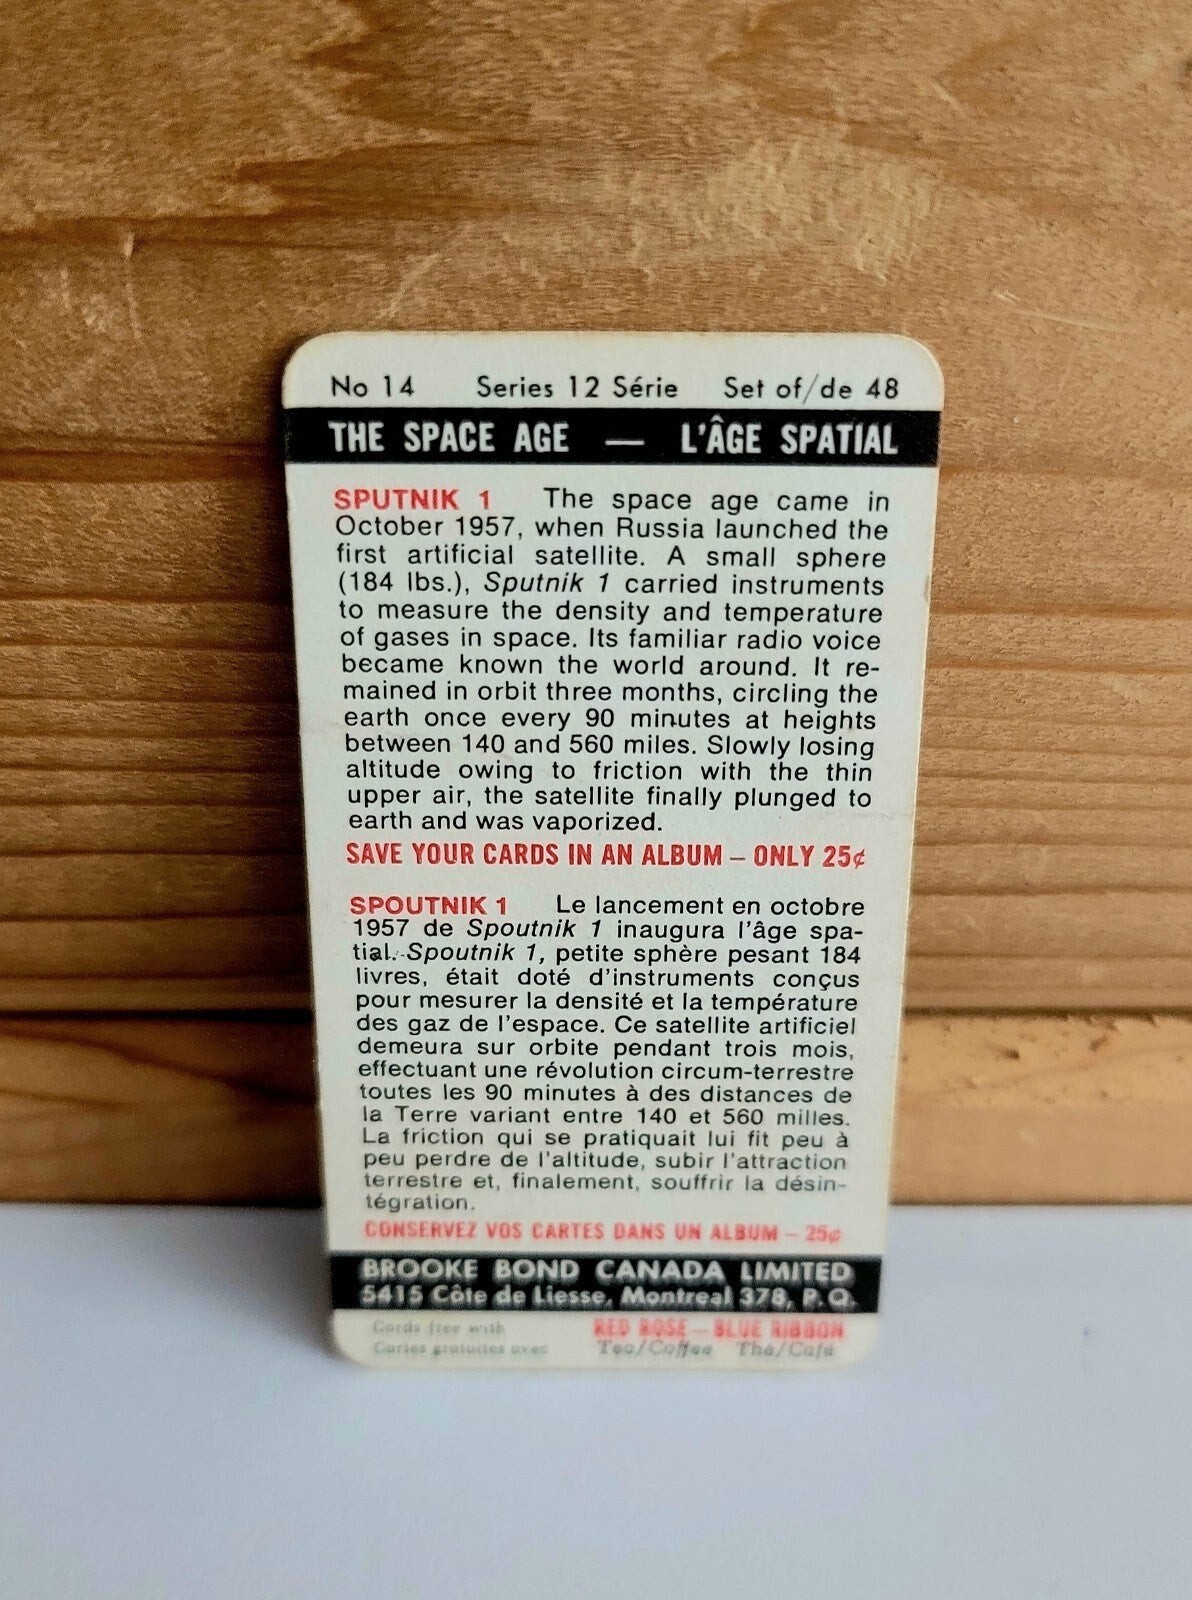 No 14 Series 12 Série Set of/de 48
THE SPACE AGE — L'ÂGE SPATIAL
SPUTNIK 1 The space age came in
October 1957, when Russia launched the
first artificial satellite. A small sphere
(184 lbs.), Sputnik 1 carried instruments
to measure the density and temperature
of gases in space. Its familiar radio voice
became known the world around. It re-
mained in orbit three months, circling the
earth once every 90 minutes at heights
between 140 and 560 miles. Slowly losing
altitude owing to friction with the thin
upper air, the satellite finally plunged to
earth and was vaporized.
SAVE YOUR CARDS IN AN ALBUM – ONLY 25¢
SPOUTNIK 1 Le lancement en octobre
1957 de Spoutnik 1 inaugura l'âge spa-
tial. Spoutnik 1, petite sphère pesant 184
livres, était doté d'instruments conçus
pour mesurer la densité et la température
des gaz de l'espace. Ce satellite artificiel
demeura sur orbite pendant trois mois,
effectuant une révolution circum-terrestre
toutes les 90 minutes à des distances de
la Terre variant entre 140 et 560 milles.
La friction qui se pratiquait lui fit peu à
peu perdre de l'altitude, subir l'attraction
terrestre et, finalement, souffrir la désin-
tégration.
CONSERVEZ VOS CARTES DANS UN ALBUM – 25¢
BROOKE BOND CANADA LIMITED
5415 Côte de Liesse, Montreal 378, P.Q.
Cards free with RED ROSE – BLUE RIBBON
Cartes gratuites avec Tea/Coffee Thé/Café